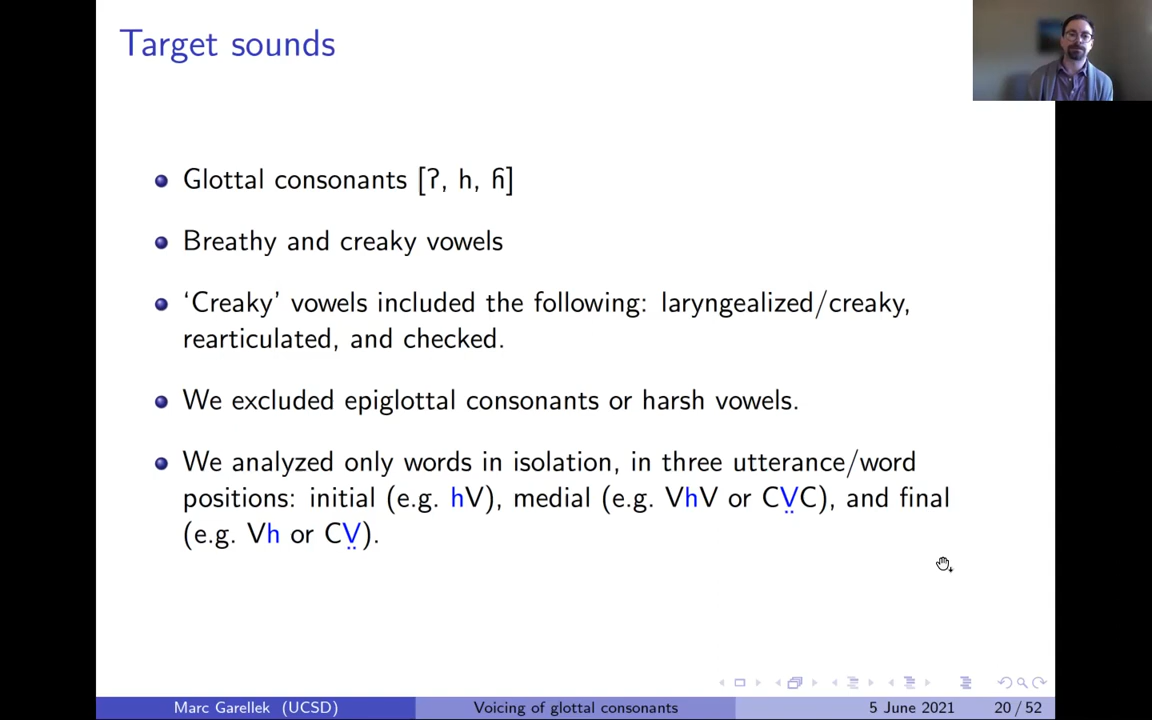 Target sounds
Glottal consonants [ʔ, h, ɦ]
Breathy and creaky vowels
‘Creaky’ vowels included the following: laryngealized/creaky,
rearticulated, and checked.
We excluded epiglottal consonants or harsh vowels.
We analyzed only words in isolation, in three utterance/word
positions: initial (e.g. hV), medial (e.g. VhV or CV̤C), and final
(e.g. Vh or CV̤).
Marc Garellek (UCSD) Voicing of glottal consonants 5 June 2021 20 / 52